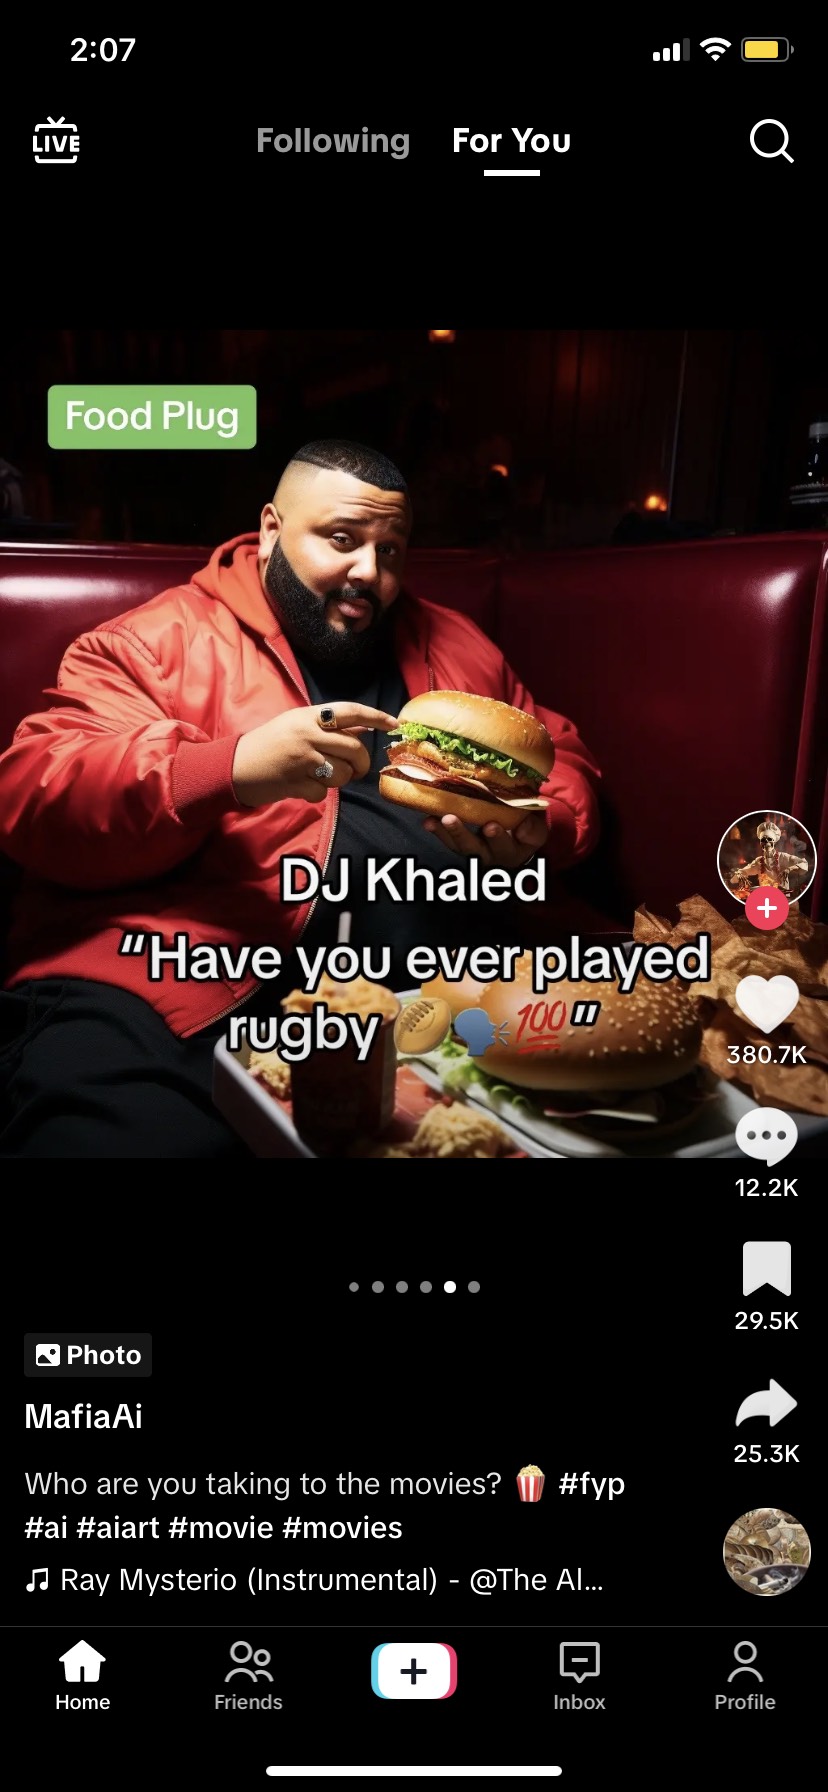 2:07
LIVE
Following
For You
Food Plug
DJ Khaled
“Have you ever played
rugby 🏉🗣️💯”
380.7K
12.2K
29.5K
25.3K
Photo
MafiaAi
Who are you taking to the movies? 🍿 #fyp
#ai #aiart #movie #movies
Ray Mysterio (Instrumental) - @The Al...
Home
Friends
Inbox
Profile